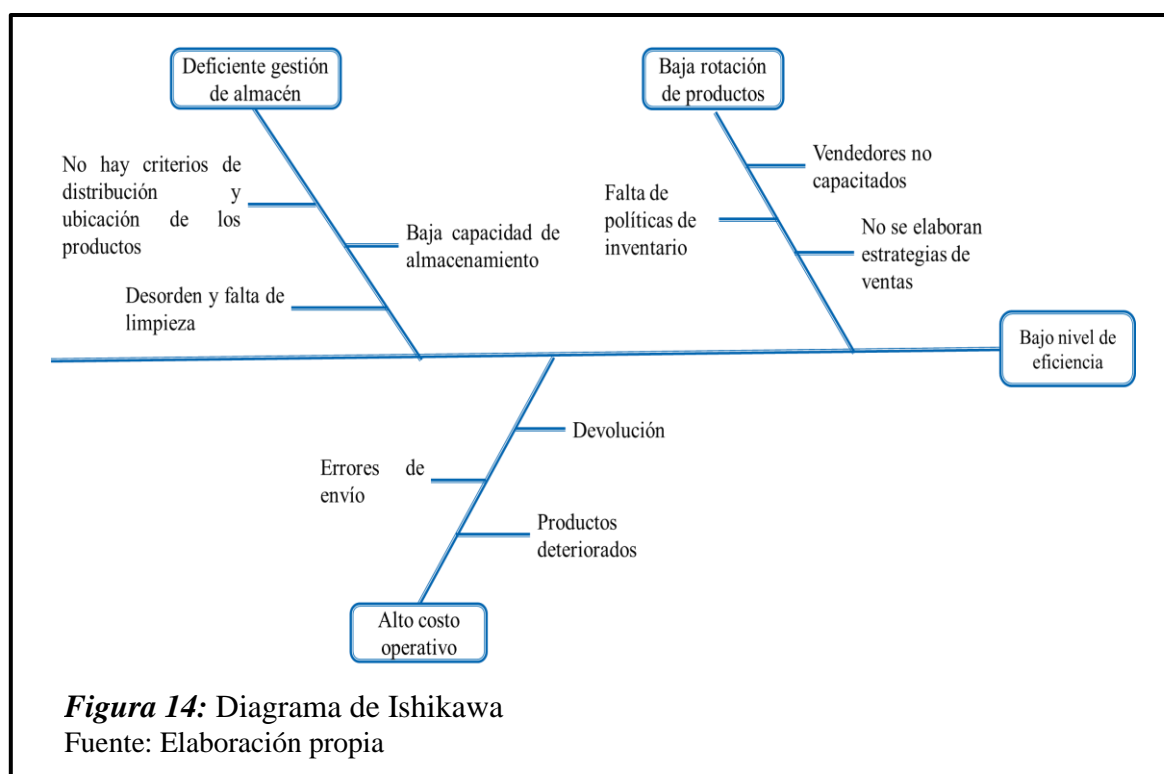 Deficiente gestión
de almacén
No hay criterios de
distribución y
ubicación de los
productos
Baja capacidad de
almacenamiento
Desorden y falta de
limpieza
Baja rotación
de productos
Vendedores no
capacitados
Falta de
políticas de
inventario
No se elaboran
estrategias de
ventas
Bajo nivel de
eficiencia
Devolución
Errores de
envío
Productos
deteriorados
Alto costo
operativo
Figura 14: Diagrama de Ishikawa
Fuente: Elaboración propia